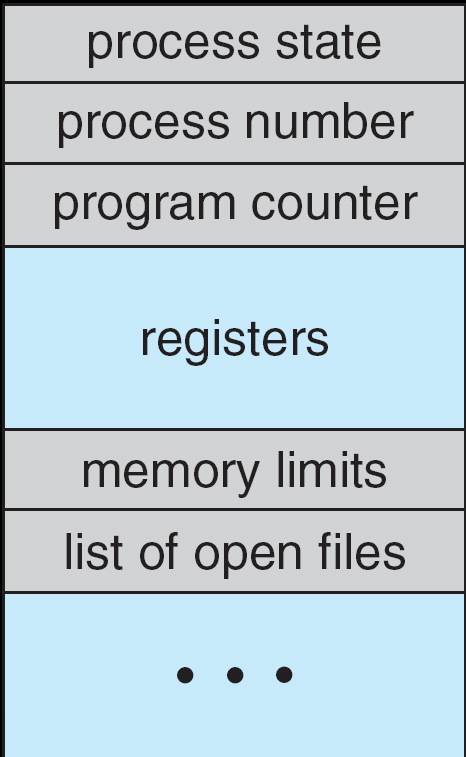 process state
process number
program counter
registers
memory limits
list of open files
• • •